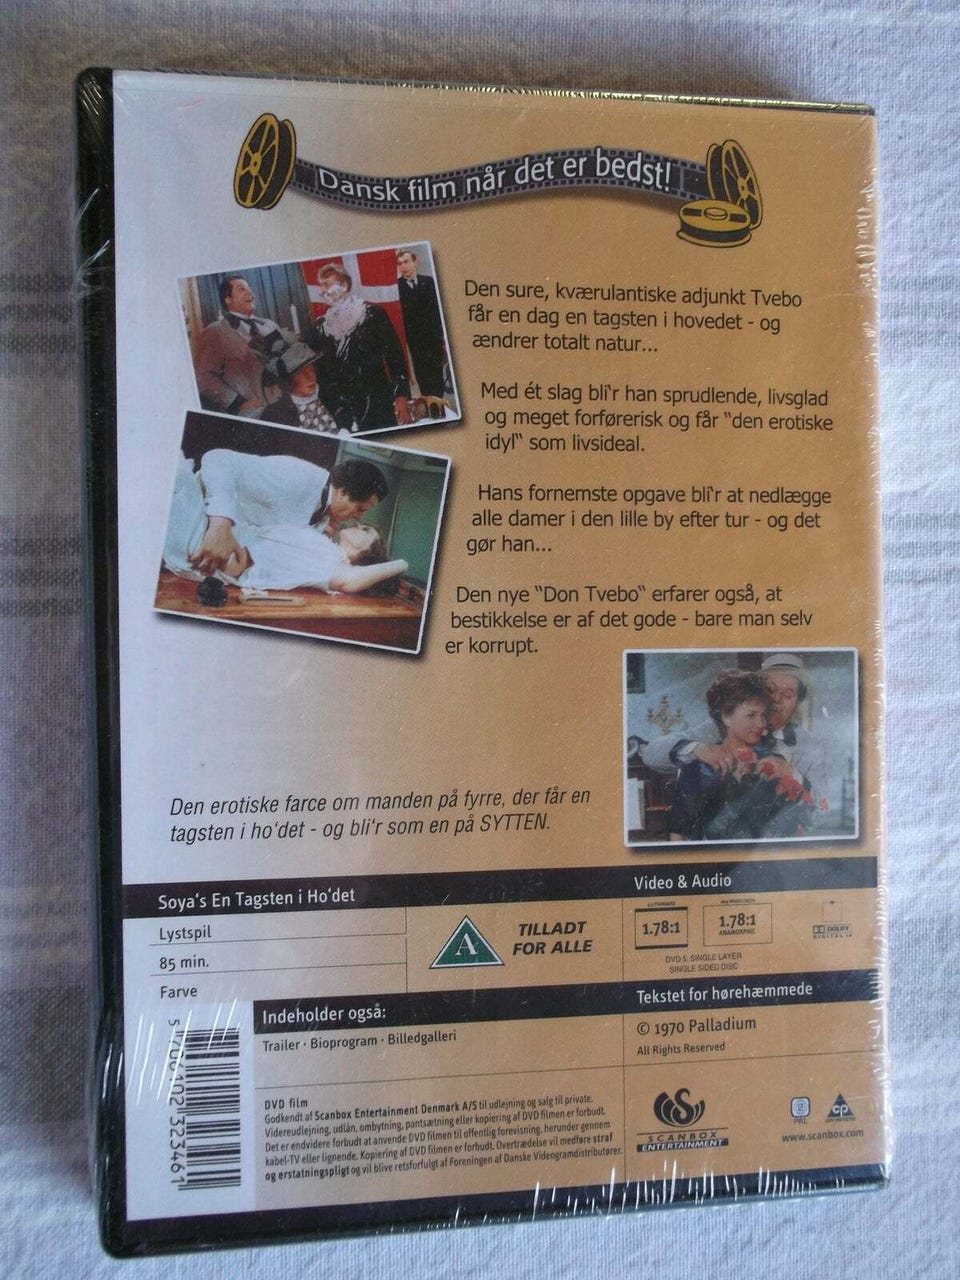 Dansk film når det er bedst!
Den sure, kværulantiske adjunkt Tvebo
får en dag en tagsten i hovedet - og
ændrer totalt natur...
Med ét slag bli'r han sprudlende, livsglad
og meget forførerisk og får "den erotiske
idyl" som livsideal.
Hans fornemste opgave bli'r at nedlægge
alle damer i den lille by efter tur - og det
gør han...
Den nye "Don Tvebo" erfarer også, at
bestikkelse er af det gode - bare man selv
er korrupt.
Den erotiske farce om manden på fyrre, der får en
tagsten i ho'det - og bli'r som en på SYTTEN.
Soya's En Tagsten i Ho'det
Lystspil
85 min.
Farve
A
TILLADT
FOR ALLE
Video & Audio
1.78:1
1.78:1
ANAMORPHIC
DOLBY
DIGITAL
DVD 5: SINGLE LAYER
SINGLE SIDED DISC
Tekstet for hørehæmmede
© 1970 Palladium
All Rights Reserved
Indeholder også:
Trailer · Bioprogram · Billedgalleri
DVD film
Godkendt af Scanbox Entertainment Denmark A/S til udlejning og salg til private.
Videreudlejning, udlån, ombytning, pantsætning eller kopiering af DVD filmen er forbudt.
Det er endvidere forbudt at anvende DVD filmen til offentlig forevisning, herunder gennem
kabel-TV eller lignende. Kopiering af DVD filmen er forbudt. Overtrædelse vil medføre straf
og erstatningspligt og vil blive retsforfulgt af Foreningen af Danske Videogramdistributører.
SCANBOX
ENTERTAINMENT
2
PAL
CP
www.scanbox.com
323461